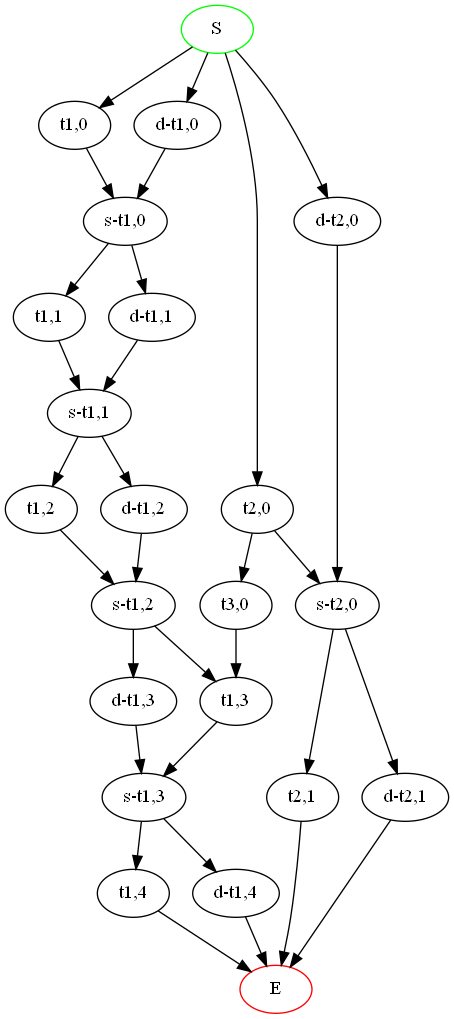 S
t1,0
d-t1,0
s-t1,0
d-t2,0
t1,1
d-t1,1
s-t1,1
t1,2
d-t1,2
t2,0
s-t1,2
t3,0
s-t2,0
d-t1,3
t1,3
s-t1,3
t2,1
d-t2,1
t1,4
d-t1,4
E